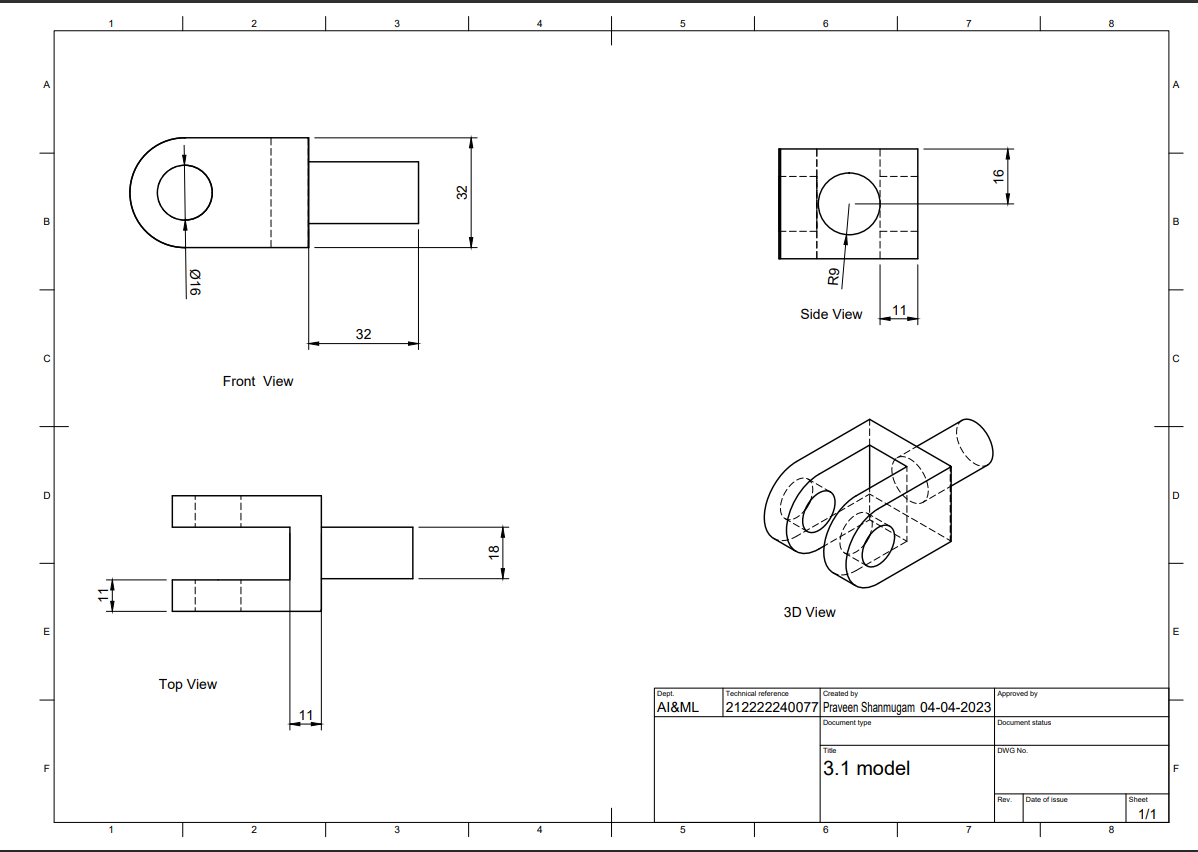 1 2 3 4 5 6 7 8
A A
B B
C C
D D
E E
F F
32
Ø16
32
Front View
16
R9
11
Side View
18
11
11
Top View
3D View
Dept.
AI&ML
Technical reference
212222240077
Created by
Praveen Shanmugam 04-04-2023
Approved by
Document type
Document status
Title
3.1 model
DWG No.
Rev.
Date of issue
Sheet
1/1
1 2 3 4 5 6 7 8